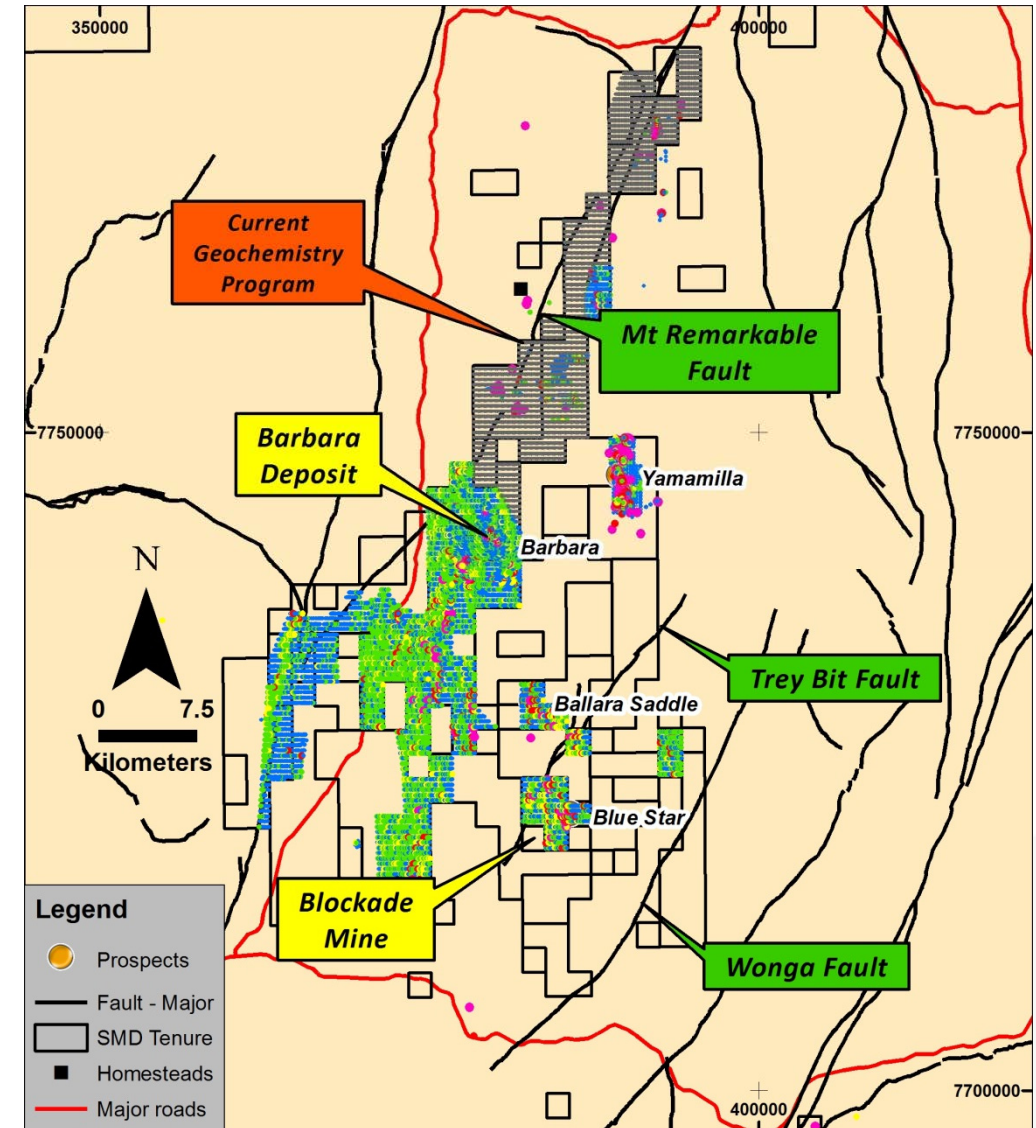 350000
400000
Current
Geochemistry
Program
Mt Remarkable
Fault
7750000
7750000
Barbara
Deposit
Yamamilla
Barbara
N
0 7.5
Kilometers
Trey Bit Fault
Ballara Saddle
Blue Star
Blockade
Mine
Wonga Fault
Legend
Prospects
Fault - Major
SMD Tenure
Homesteads
Major roads
400000
7700000